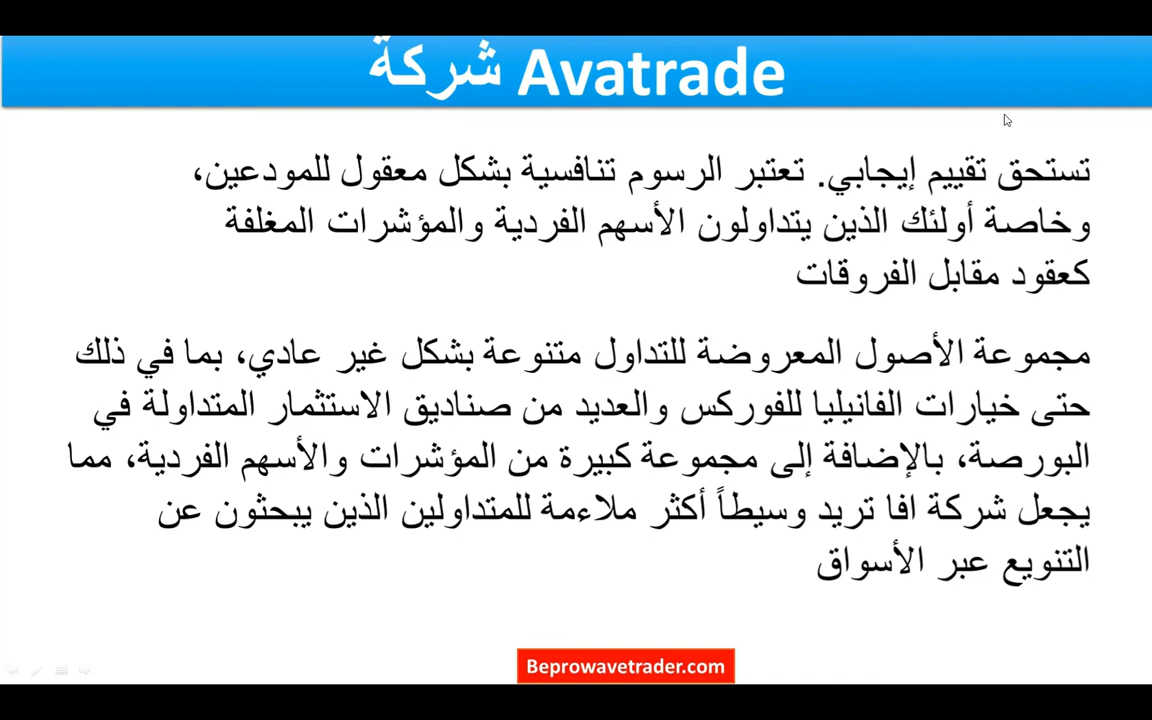 شركة Avatrade
تستحق تقييم إيجابي. تعتبر الرسوم تنافسية بشكل معقول للمودعين،
وخاصة أولئك الذين يتداولون الأسهم الفردية والمؤشرات المغلفة
كعقود مقابل الفروقات
مجموعة الأصول المعروضة للتداول متنوعة بشكل غير عادي، بما في ذلك
حتى خيارات الفانيليا للفوركس والعديد من صناديق الاستثمار المتداولة في
البورصة، بالإضافة إلى مجموعة كبيرة من المؤشرات والأسهم الفردية، مما
يجعل شركة افا تريد وسيطاً أكثر ملاءمة للمتداولين الذين يبحثون عن
التنويع عبر الأسواق
Beprowavetrader.com